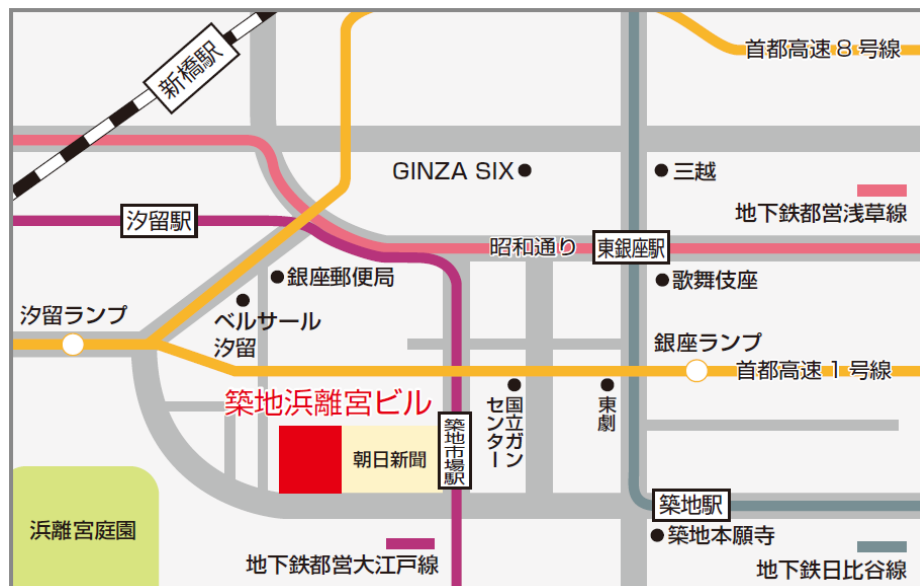 首都高速8号線
新橋駅
GINZA SIX
三越
汐留駅
地下鉄都営浅草線
昭和通り
東銀座駅
銀座郵便局
歌舞伎座
汐留ランプ
ベルサール
汐留
銀座ランプ
首都高速1号線
築地浜離宮ビル
国立ガン
センター
東劇
築地市場駅
朝日新聞
築地駅
浜離宮庭園
築地本願寺
地下鉄都営大江戸線
地下鉄日比谷線